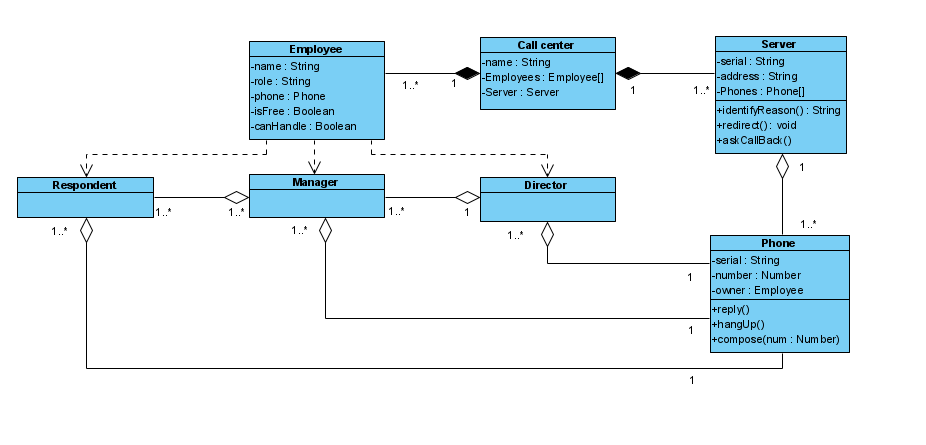 Employee
-name : String
-role : String
-phone : Phone
-isFree : Boolean
-canHandle : Boolean
1..*
1
Call center
-name : String
-Employees : Employee[]
-Server : Server
1
1..*
Server
-serial : String
-address : String
-Phones : Phone[]
+identifyReason() : String
+redirect() : void
+askCallBack()
1
1..*
Respondent
1..*
1..*
Manager
1..*
1
Director
1..*
1..*
1..*
Phone
-serial : String
-number : Number
-owner : Employee
+reply()
+hangUp()
+compose(num : Number)
1
1
1